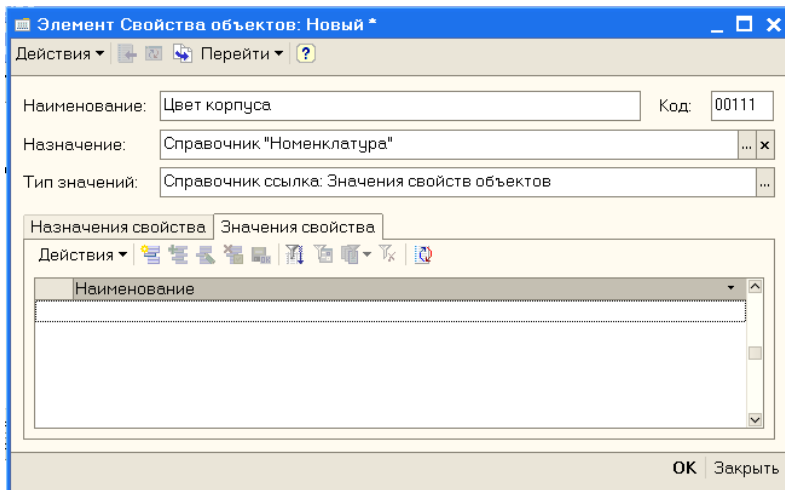 Элемент Свойства объектов: Новый *
Действия Перейти ?
Наименование: Цвет корпуса Код: 00111
Назначение: Справочник "Номенклатура" ... x
Тип значений: Справочник ссылка: Значения свойств объектов ...
Назначения свойства Значения свойства
Действия
Наименование
OK Закрыть